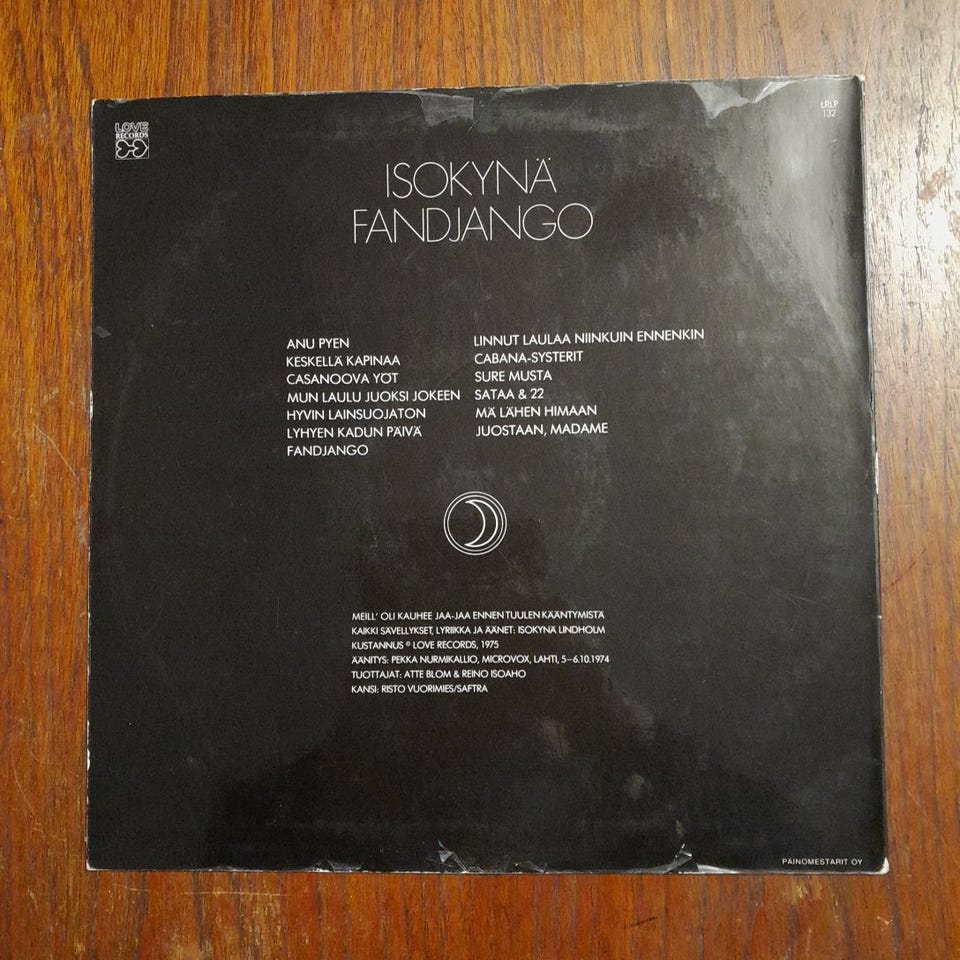 LOVE
RECORDS
LRLP
132
ISOKYNÄ
FANDJANGO
ANU PYEN
KESKELLÄ KAPINAA
CASANOOVA YÖT
MUN LAULU JUOKSI JOKEEN
HYVIN LAINSUOJATON
LYHYEN KADUN PÄIVÄ
FANDJANGO
LINNUT LAULAA NIINKUIN ENNENKIN
CABANA-SYSTERIT
SURE MUSTA
SATAA & 22
MÄ LÄHEN HIMAAN
JUOSTAAN, MADAME
MEILL' OLI KAUHEE JAA-JAA ENNEN TUULEN KÄÄNTYMISTÄ
KAIKKI SÄVELLYKSET, LYRIIKKA JA ÄÄNET: ISOKYNÄ LINDHOLM
KUSTANNUS © LOVE RECORDS, 1975
ÄÄNITYS: PEKKA NURMIKALLIO, MICROVOX, LAHTI, 5–6.10.1974
TUOTTAJAT: ATTE BLOM & REINO ISOAHO
KANSI: RISTO VUORIMIES/SAFTRA
PAINOMESTARIT OY